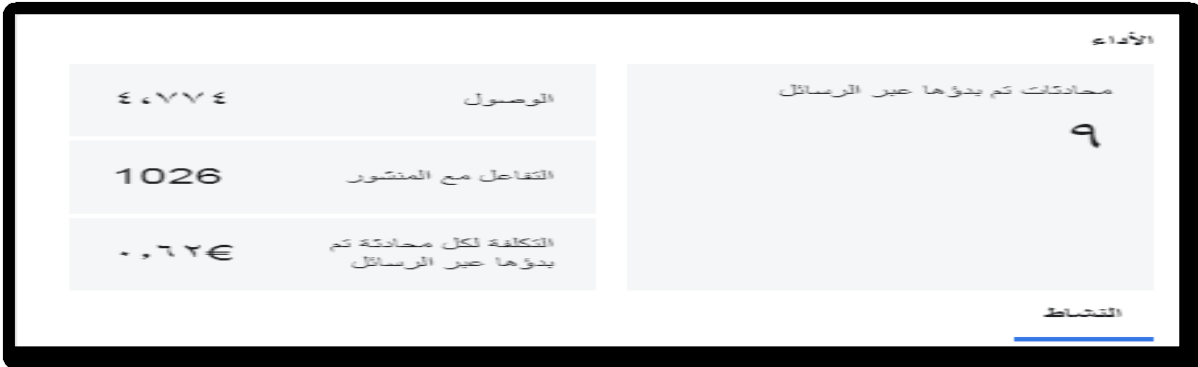 الأداء
محادثات تم بدؤها عبر الرسائل
٩
الوصول ٤،٧٧٤
التفاعل مع المنشور 1026
التكلفة لكل محادثة تم
بدؤها عبر الرسائل
€٠,٦٢
النشاط